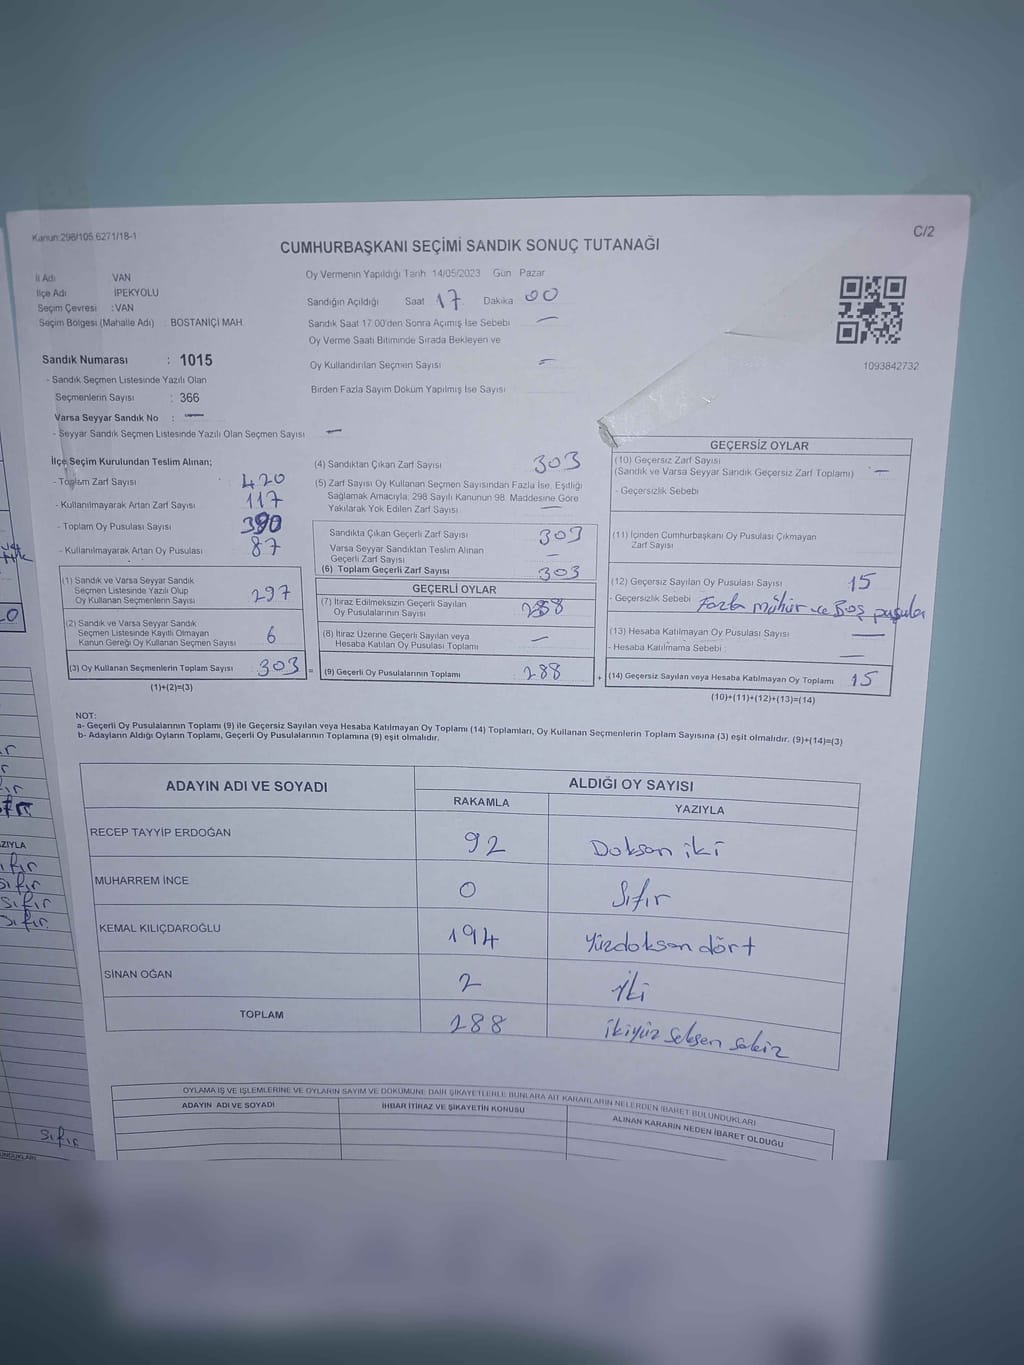 Kanun:298/105 6271/18-1
C/2
CUMHURBAŞKANI SEÇİMİ SANDIK SONUÇ TUTANAĞI
İl Adı VAN
İlçe Adı İPEKYOLU
Seçim Çevresi : VAN
Seçim Bölgesi (Mahalle Adı) : BOSTANİÇİ MAH.
Oy Vermenin Yapıldığı Tarih 14/05/2023 Gün Pazar
Sandığın Açıldığı Saat 17 Dakika 00
Sandık Saat 17:00'den Sonra Açımış İse Sebebi —
Oy Verme Saati Bitiminde Sırada Bekleyen ve
Oy Kullandırılan Seçmen Sayısı —
Birden Fazla Sayım Döküm Yapılmış İse Sayısı
1093842732
Sandık Numarası : 1015
- Sandık Seçmen Listesinde Yazılı Olan
Seçmenlerin Sayısı : 366
Varsa Seyyar Sandık No : —
- Seyyar Sandık Seçmen Listesinde Yazılı Olan Seçmen Sayısı —
İlçe Seçim Kurulundan Teslim Alınan;
- Toplam Zarf Sayısı 420
- Kullanılmayarak Artan Zarf Sayısı 117
- Toplam Oy Pusulası Sayısı 390
- Kullanılmayarak Artan Oy Pusulası 87
(1) Sandık ve Varsa Seyyar Sandık
Seçmen Listesinde Yazılı Olup
Oy Kullanan Seçmenlerin Sayısı 297
(2) Sandık ve Varsa Seyyar Sandık
Seçmen Listesinde Kayıtlı Olmayan
Kanun Gereği Oy Kullanan Seçmen Sayısı 6
(3) Oy Kullanan Seçmenlerin Toplam Sayısı 303 =
(1)+(2)=(3)
(4) Sandıktan Çıkan Zarf Sayısı 303
(5) Zarf Sayısı Oy Kullanan Seçmen Sayısından Fazla İse, Eşitliği
Sağlamak Amacıyla; 298 Sayılı Kanunun 98. Maddesine Göre
Yakılarak Yok Edilen Zarf Sayısı —
Sandıkta Çıkan Geçerli Zarf Sayısı 303
Varsa Seyyar Sandıktan Teslim Alınan
Geçerli Zarf Sayısı —
(6) Toplam Geçerli Zarf Sayısı 303
GEÇERLİ OYLAR
(7) İtiraz Edilmeksizin Geçerli Sayılan
Oy Pusulalarının Sayısı 288
(8) İtiraz Üzerine Geçerli Sayılan veya
Hesaba Katılan Oy Pusulası Toplamı —
(9) Geçerli Oy Pusulalarının Toplamı 288 +
GEÇERSİZ OYLAR
(10) Geçersiz Zarf Sayısı
(Sandık ve Varsa Seyyar Sandık Geçersiz Zarf Toplamı) —
- Geçersizlik Sebebi
(11) İçinden Cumhurbaşkanı Oy Pusulası Çıkmayan
Zarf Sayısı
(12) Geçersiz Sayılan Oy Pusulası Sayısı 15
- Geçersizlik Sebebi Fazla Mühür ve Boş pusula
(13) Hesaba Katılmayan Oy Pusulası Sayısı —
- Hesaba Katılmama Sebebi : —
(14) Geçersiz Sayılan veya Hesaba Katılmayan Oy Toplamı 15
(10)+(11)+(12)+(13)=(14)
NOT:
a- Geçerli Oy Pusulalarının Toplamı (9) ile Geçersiz Sayılan veya Hesaba Katılmayan Oy Toplamı (14) Toplamları, Oy Kullanan Seçmenlerin Toplam Sayısına (3) eşit olmalıdır. (9)+(14)=(3)
b- Adayların Aldığı Oyların Toplamı, Geçerli Oy Pusulalarının Toplamına (9) eşit olmalıdır.
ADAYIN ADI VE SOYADI ALDIĞI OY SAYISI
RAKAMLA YAZIYLA
RECEP TAYYİP ERDOĞAN 92 Doksan iki
MUHARREM İNCE 0 Sıfır
KEMAL KILIÇDAROĞLU 194 Yüzdoksan dört
SİNAN OĞAN 2 İki
TOPLAM 288 ikiyüz seksen sekiz
OYLAMA İŞ VE İŞLEMLERİNE VE OYLARIN SAYIM VE DÖKÜMÜNE DAİR ŞİKAYETLERLE BUNLARA AİT KARARLARIN NELERDEN İBARET BULUNDUKLARI
ADAYIN ADI VE SOYADI İHBAR İTİRAZ VE ŞİKAYETİN KONUSU ALINAN KARARIN NEDEN İBARET OLDUĞU
AZIYLA
sıfır
sıfır
sıfır
sıfır